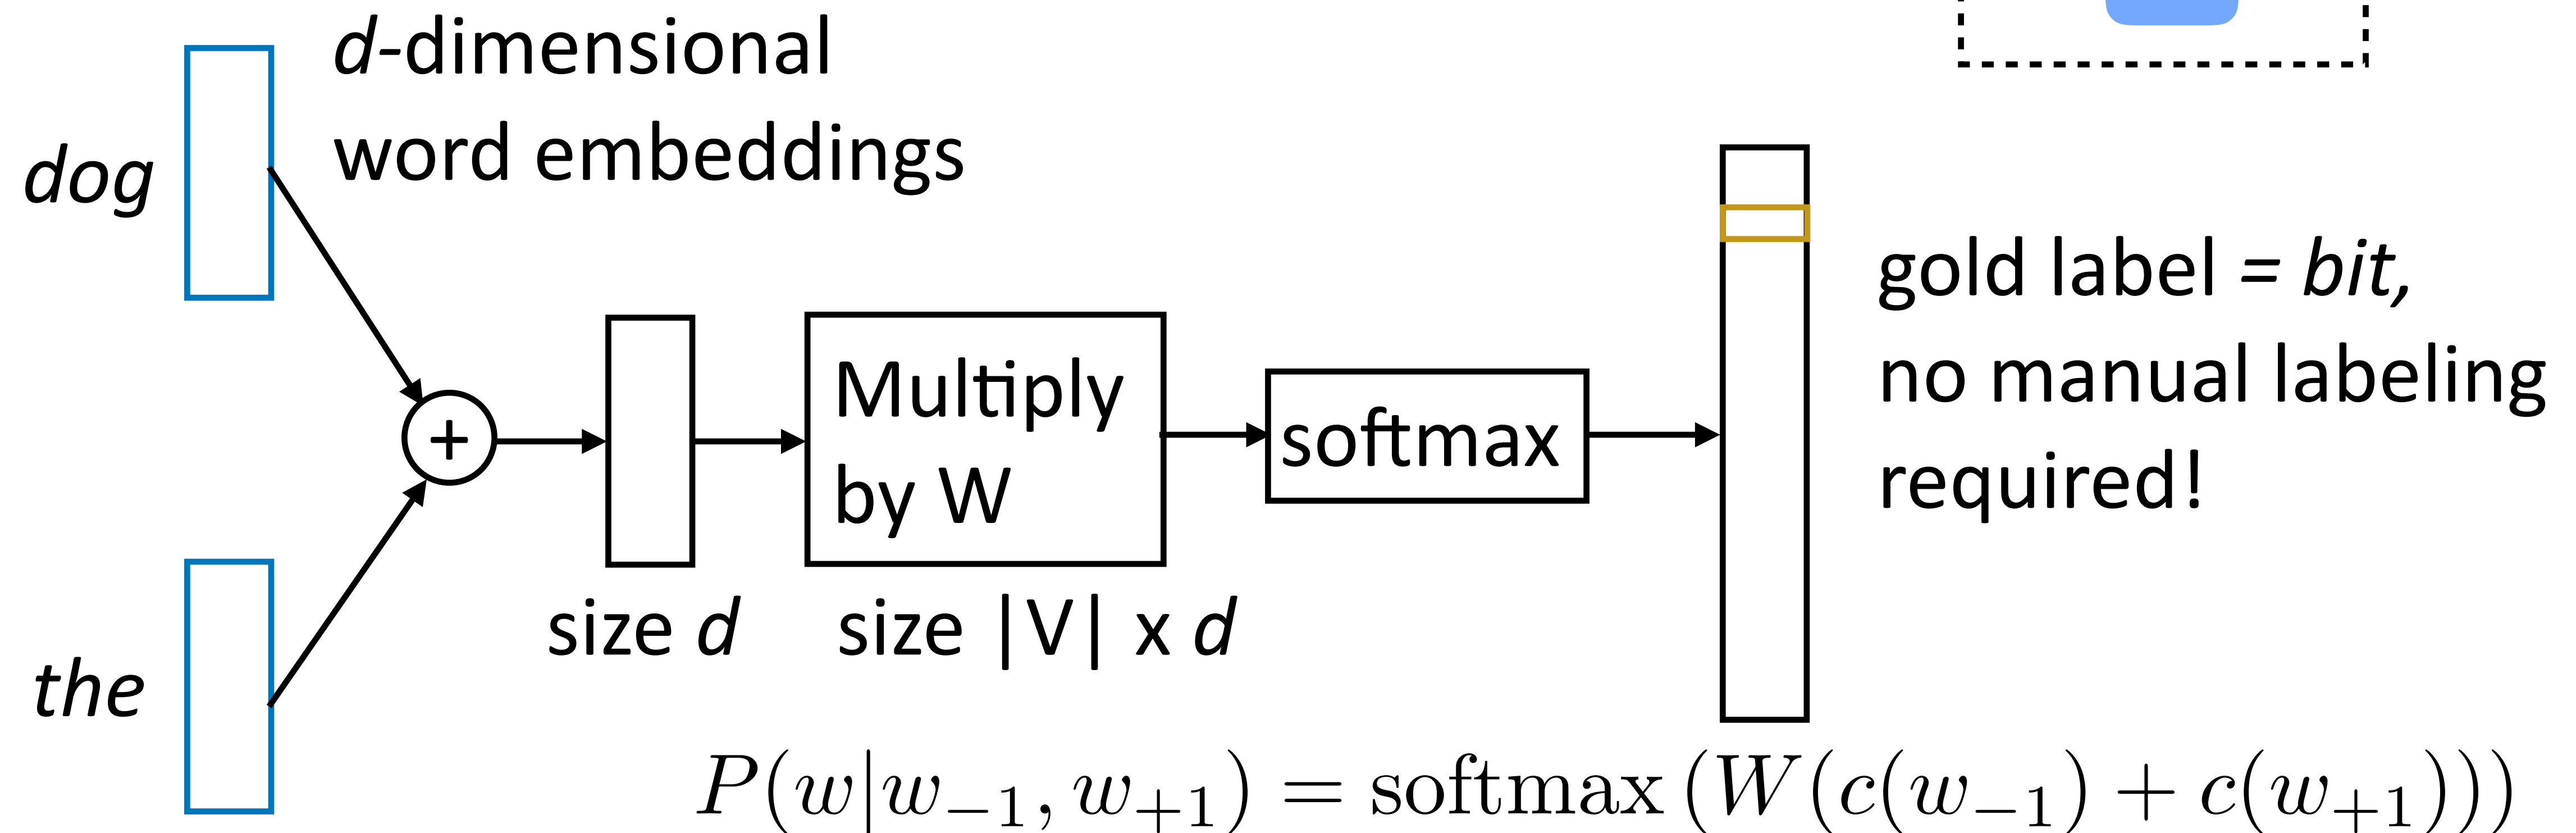 d-dimensional
word embeddings
dog
gold label = bit,
no manual labeling
required!
+
Multiply
by W
softmax
size d
size |V| x d
the
P(w|w₋₁, w₊₁) = softmax (W(c(w₋₁) + c(w₊₁)))